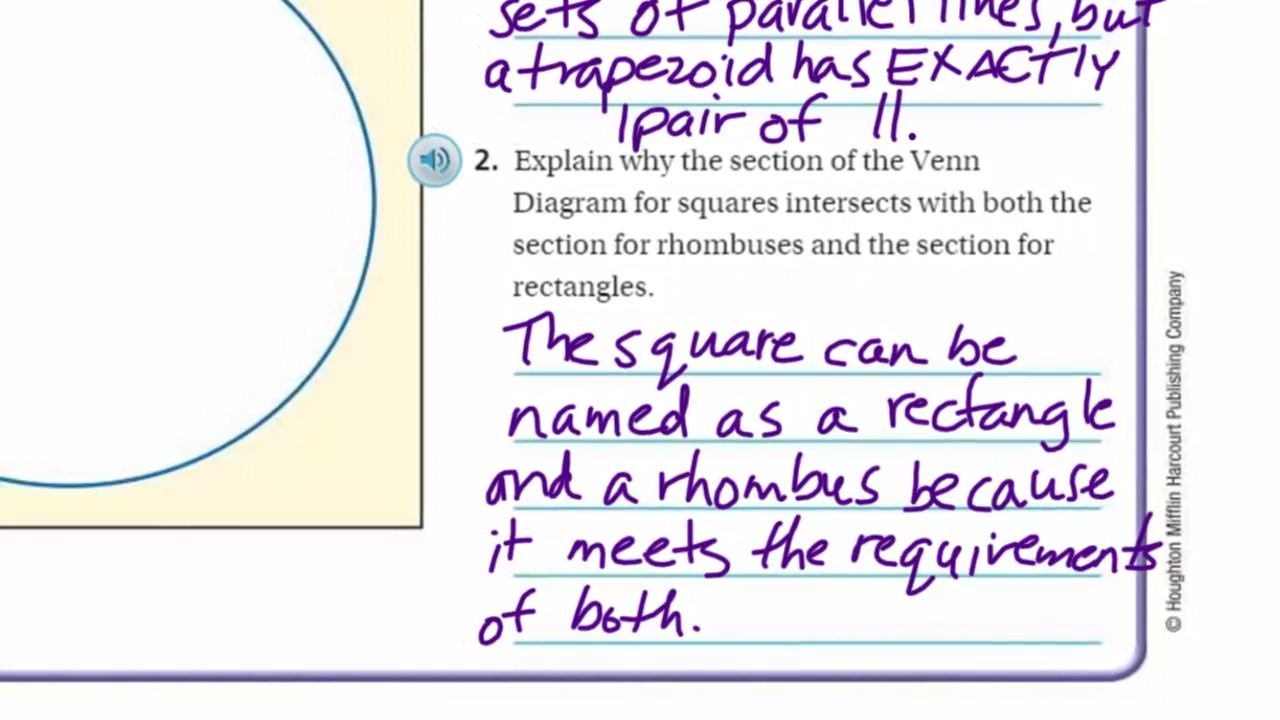 sets of parallel lines, but
a trapezoid has EXACTLY
1 pair of ||.
2. Explain why the section of the Venn
Diagram for squares intersects with both the
section for rhombuses and the section for
rectangles.
The square can be
named as a rectangle
and a rhombus because
it meets the requirements
of both.
© Houghton Mifflin Harcourt Publishing Company